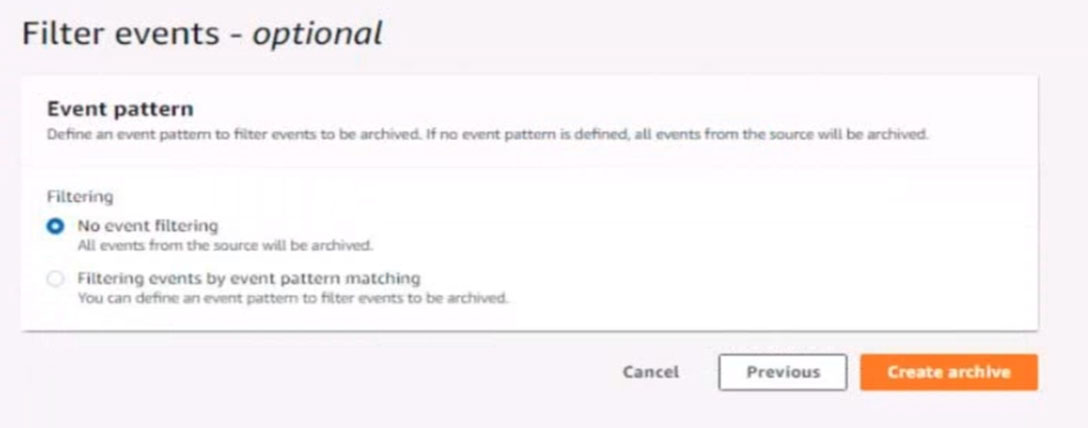 Filter events - optional
Event pattern
Define an event pattern to filter events to be archived. If no event pattern is defined, all events from the source will be archived.
Filtering
No event filtering
All events from the source will be archived.
Filtering events by event pattern matching
You can define an event pattern to filter events to be archived.
Cancel Previous Create archive